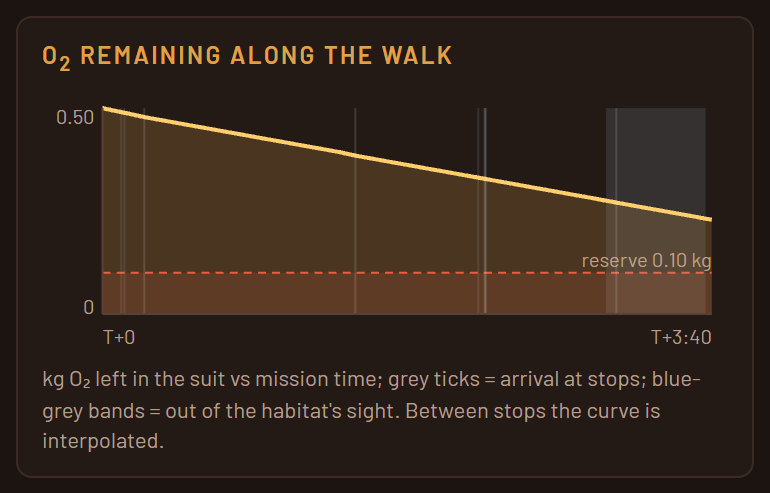 O₂ REMAINING ALONG THE WALK
0.50
reserve 0.10 kg
0
T+0 T+3:40
kg O₂ left in the suit vs mission time; grey ticks = arrival at stops; blue-
grey bands = out of the habitat's sight. Between stops the curve is
interpolated.